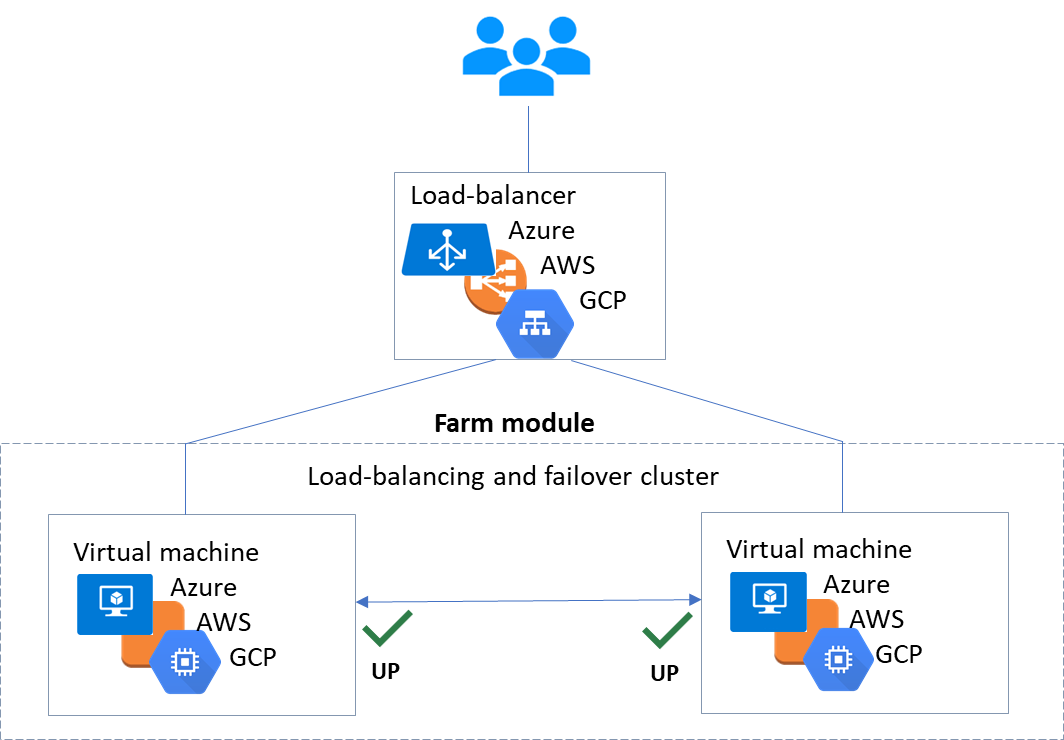 Load-balancer
Azure
AWS
GCP
Farm module
Load-balancing and failover cluster
Virtual machine
Azure
AWS
GCP
UP
Virtual machine
Azure
AWS
GCP
UP